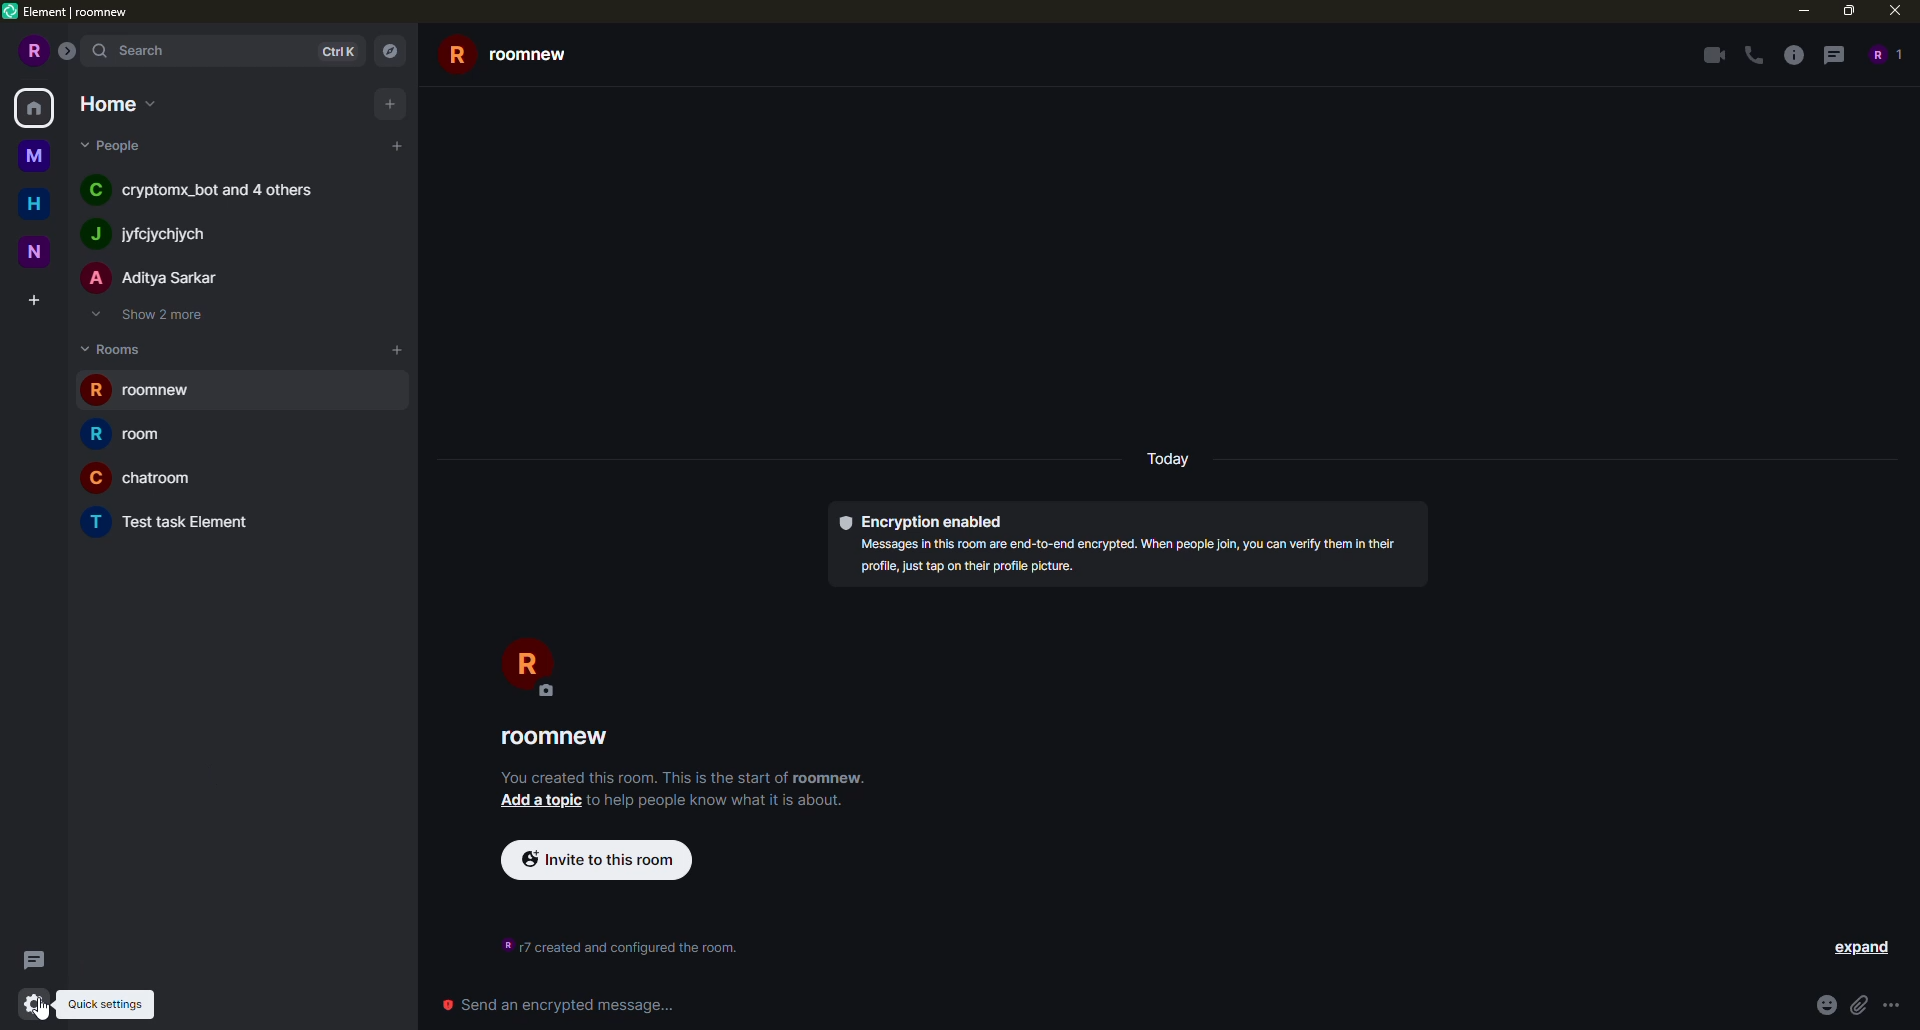 Element | roomnew
R
Search
Ctrl K
R
roomnew
R 1
Home
M
People
C cryptomx_bot and 4 others
H
J jyfcjychjych
N
A Aditya Sarkar
Show 2 more
Rooms
R roomnew
R room
C chatroom
T Test task Element
Today
Encryption enabled
Messages in this room are end-to-end encrypted. When people join, you can verify them in their
profile, just tap on their profile picture.
R
roomnew
You created this room. This is the start of roomnew.
Add a topic to help people know what it is about.
Invite to this room
R r7 created and configured the room.
expand
Quick settings
Send an encrypted message...